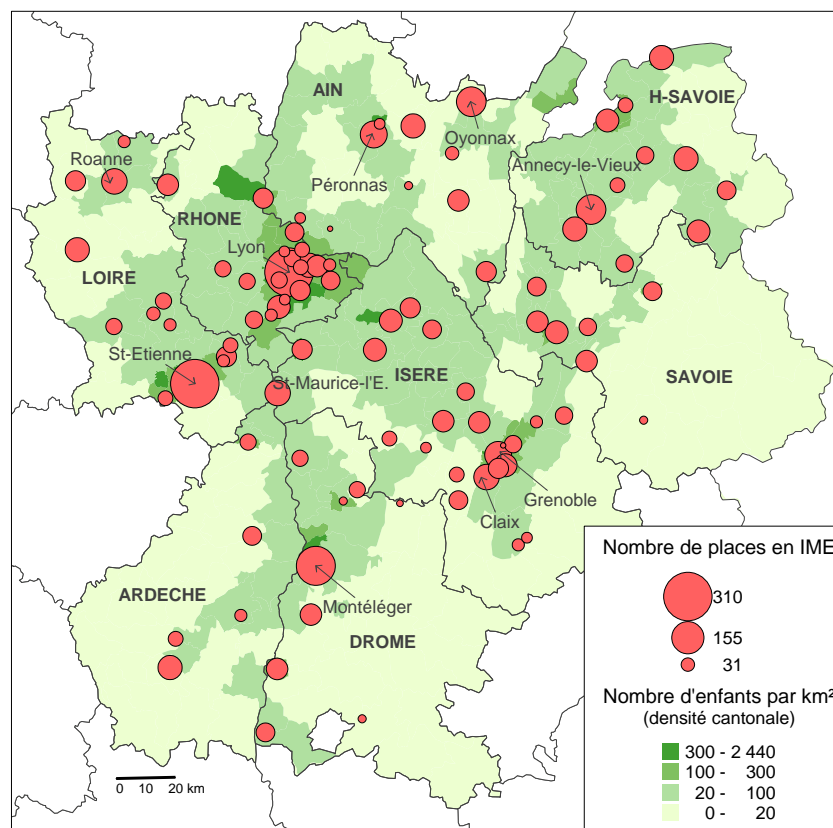 AIN
H-SAVOIE
Oyonnax
Roanne
Péronnas
Annecy-le-Vieux
RHONE
Lyon
LOIRE
St-Etienne
St-Maurice-l'E.
ISERE
SAVOIE
Grenoble
Claix
ARDECHE
Montéléger
DROME
Nombre de places en IME
310
155
31
Nombre d'enfants par km²
(densité cantonale)
300 - 2 440
100 - 300
20 - 100
0 - 20
0 10 20 km